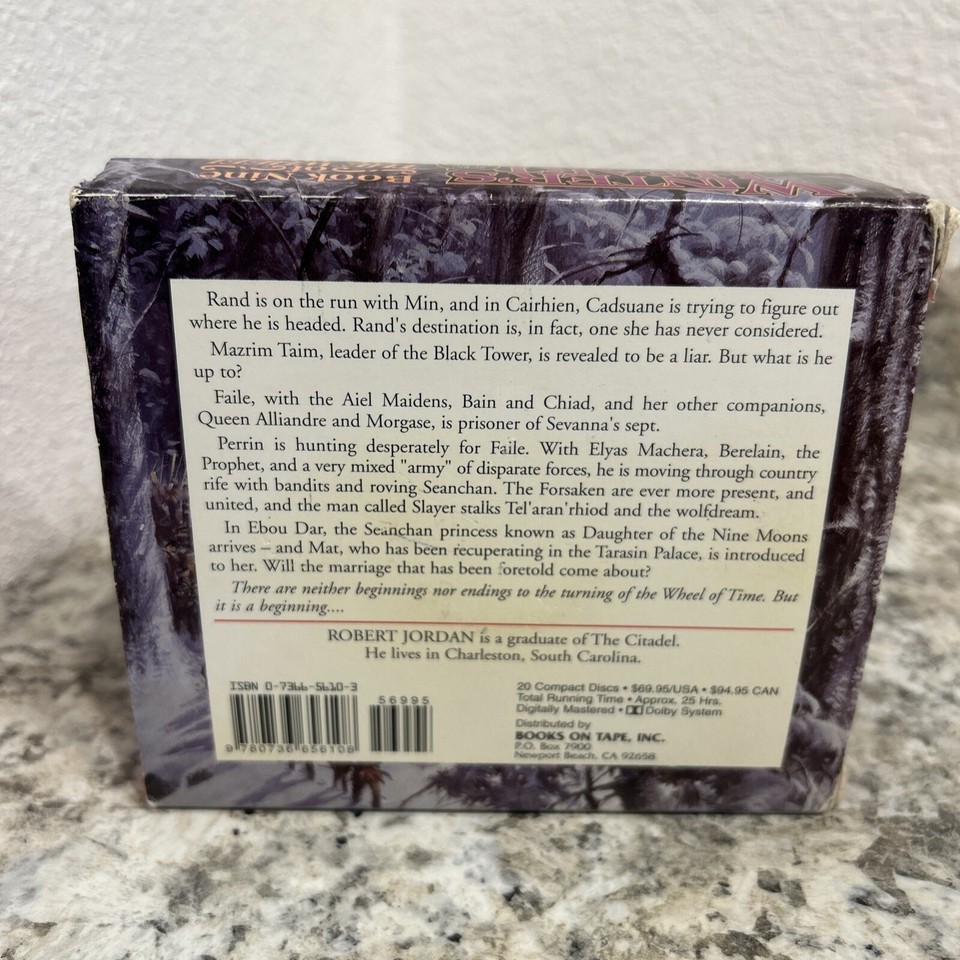 Book Nine
WINTER'S
Rand is on the run with Min, and in Cairhien, Cadsuane is trying to figure out
where he is headed. Rand's destination is, in fact, one she has never considered.
Mazrim Taim, leader of the Black Tower, is revealed to be a liar. But what is he
up to?
Faile, with the Aiel Maidens, Bain and Chiad, and her other companions,
Queen Alliandre and Morgase, is prisoner of Sevanna's sept.
Perrin is hunting desperately for Faile. With Elyas Machera, Berelain, the
Prophet, and a very mixed "army" of disparate forces, he is moving through country
rife with bandits and roving Seanchan. The Forsaken are ever more present, and
united, and the man called Slayer stalks Tel'aran'rhiod and the wolfdream.
In Ebou Dar, the Seanchan princess known as Daughter of the Nine Moons
arrives – and Mat, who has been recuperating in the Tarasin Palace, is introduced
to her. Will the marriage that has been foretold come about?
There are neither beginnings nor endings to the turning of the Wheel of Time. But
it is a beginning....
ROBERT JORDAN is a graduate of The Citadel.
He lives in Charleston, South Carolina.
ISBN 0-7366-5610-3
56995
9 780736 656108
20 Compact Discs • $69.95/USA • $94.95 CAN
Total Running Time • Approx. 25 Hrs.
Digitally Mastered • Dolby System
Distributed by
BOOKS ON TAPE, INC.
P.O. Box 7900
Newport Beach, CA 92658